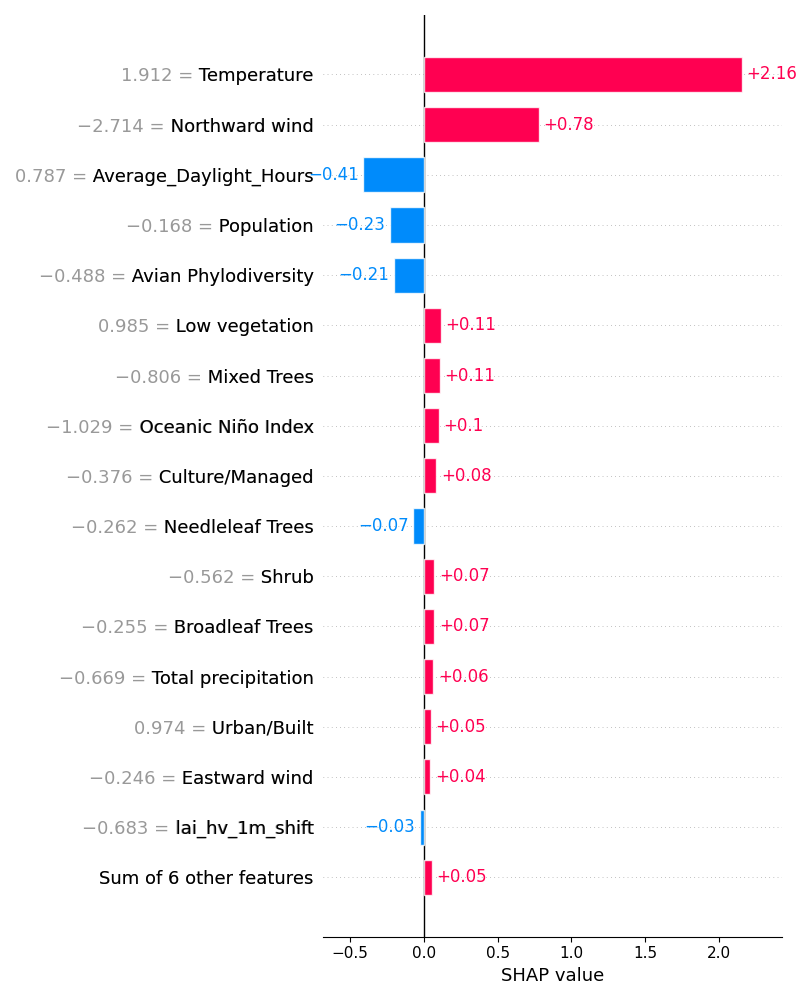 1.912 = Temperature +2.16
−2.714 = Northward wind +0.78
0.787 = Average_Daylight_Hours −0.41
−0.168 = Population −0.23
−0.488 = Avian Phylodiversity −0.21
0.985 = Low vegetation +0.11
−0.806 = Mixed Trees +0.11
−1.029 = Oceanic Niño Index +0.1
−0.376 = Culture/Managed +0.08
−0.262 = Needleleaf Trees −0.07
−0.562 = Shrub +0.07
−0.255 = Broadleaf Trees +0.07
−0.669 = Total precipitation +0.06
0.974 = Urban/Built +0.05
−0.246 = Eastward wind +0.04
−0.683 = lai_hv_1m_shift −0.03
Sum of 6 other features +0.05
−0.5 0.0 0.5 1.0 1.5 2.0
SHAP value